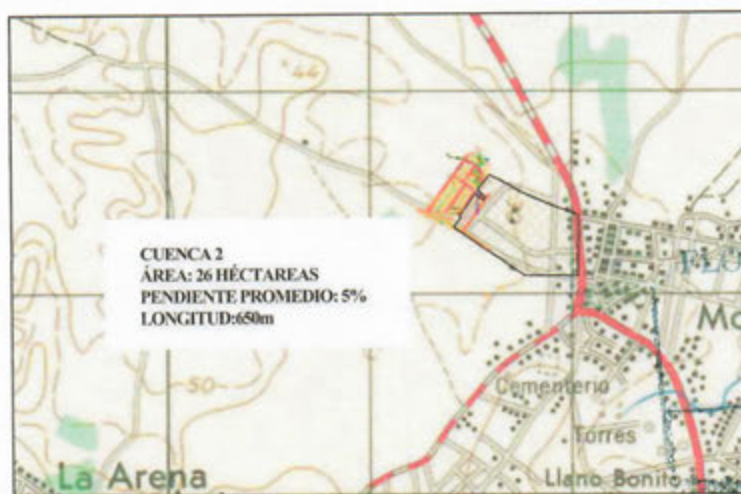 44
CUENCA 2
ÁREA: 26 HÉCTAREAS
PENDIENTE PROMEDIO: 5%
LONGITUD:650m
FLO
Mo
50
Cementerio
Torres
La Arena
Llano Bonito